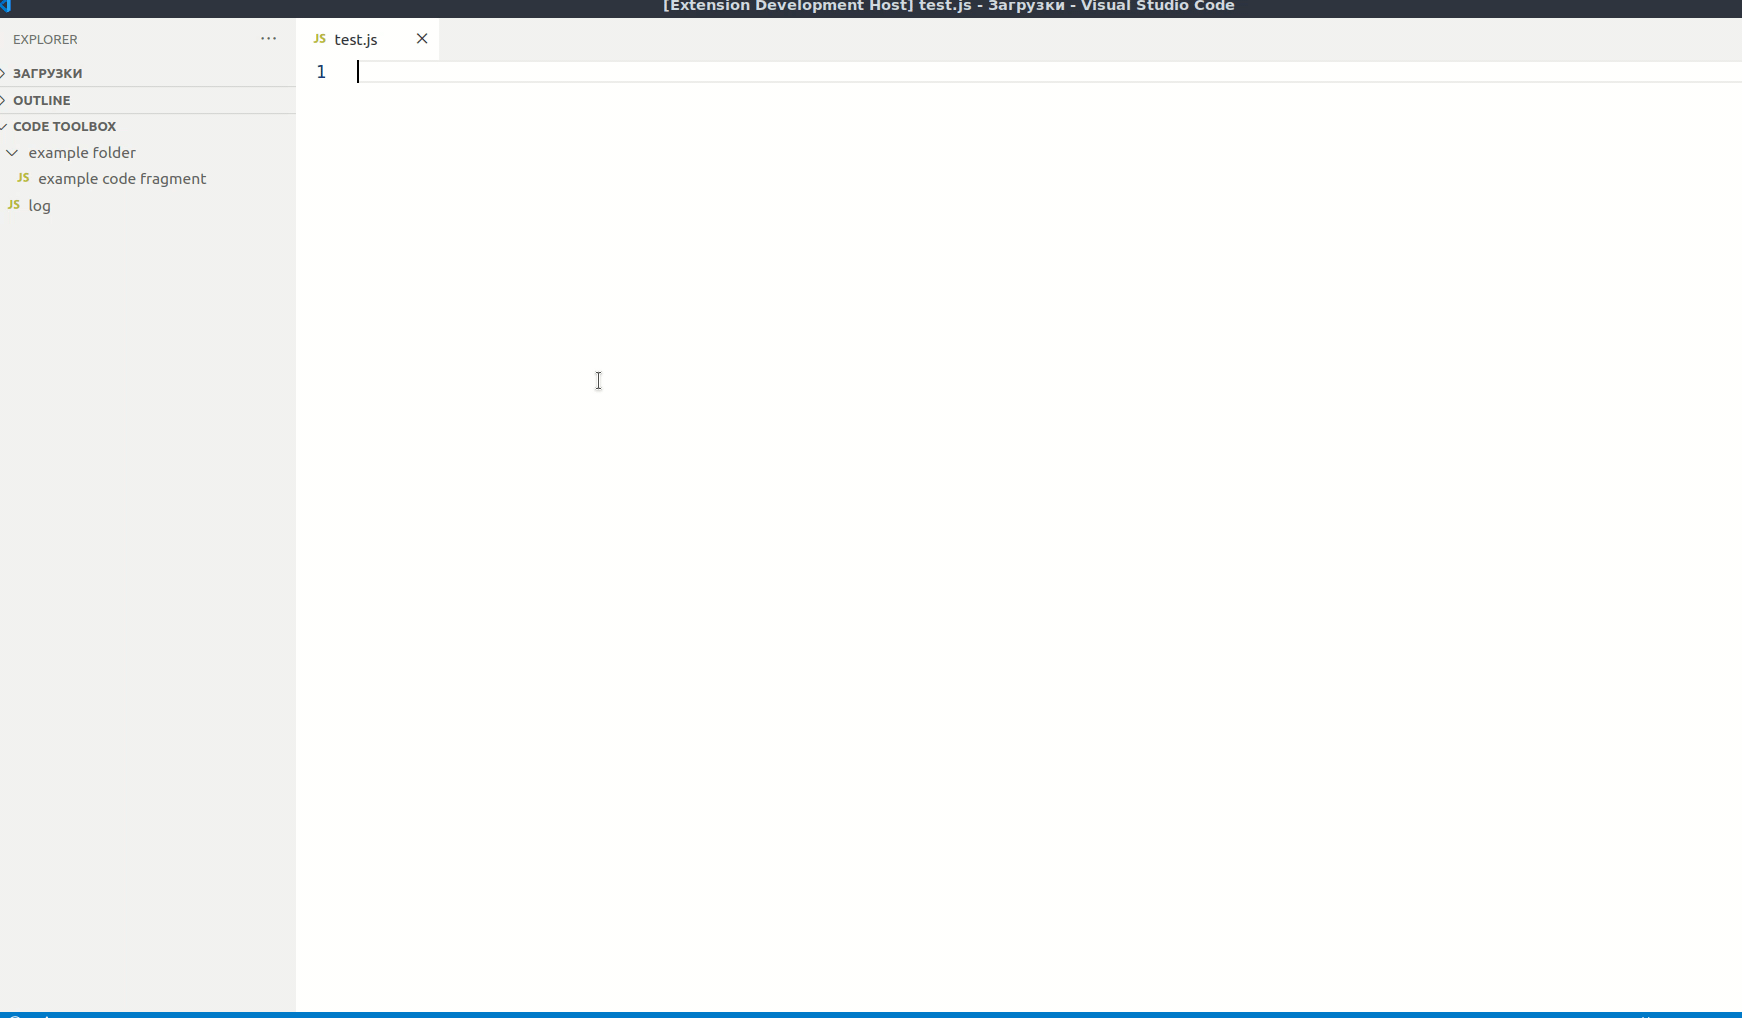 [Extension Development Host] test.js - Загрузки - Visual Studio Code
EXPLORER
ЗАГРУЗКИ
OUTLINE
CODE TOOLBOX
example folder
JS example code fragment
JS log
JS test.js
1